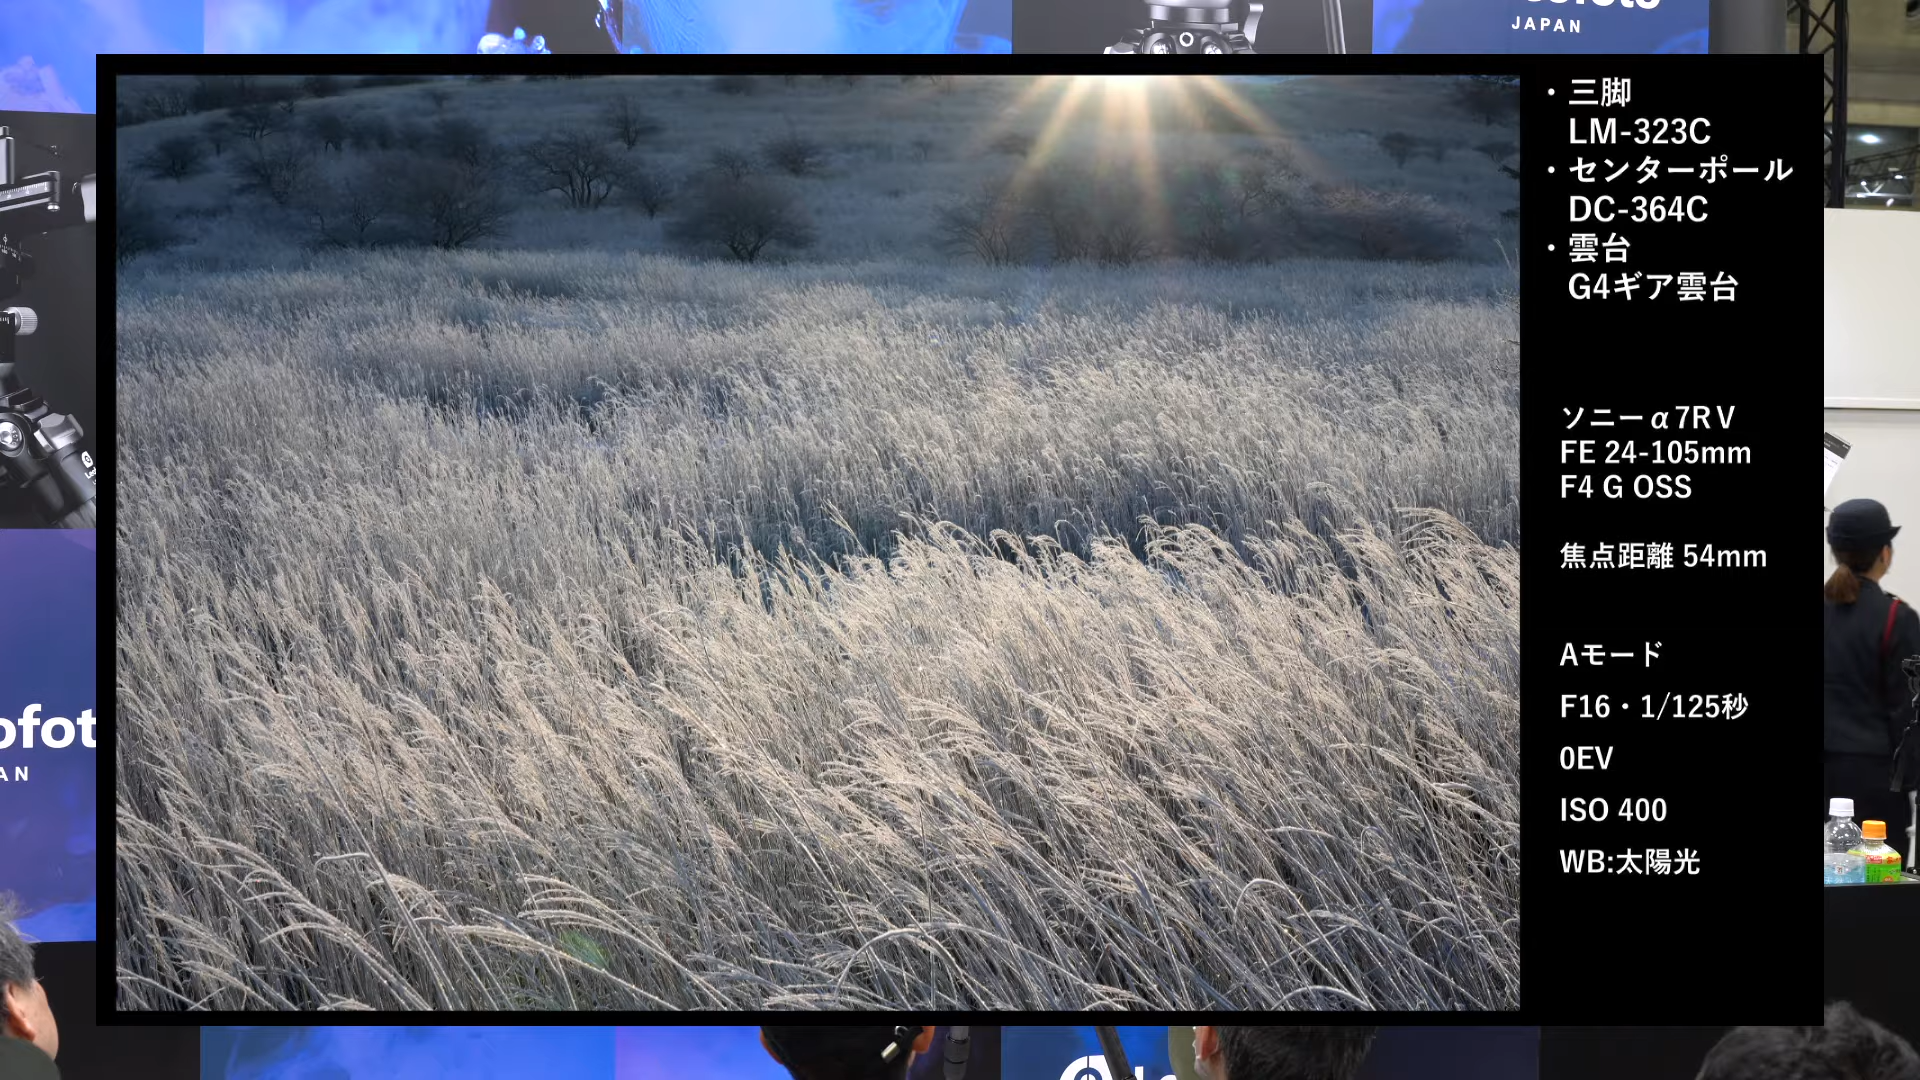 JAPAN
・三脚
LM-323C
・センターポール
DC-364C
・雲台
G4ギア雲台
ソニーα7RⅤ
FE 24-105mm
F4 G OSS
焦点距離 54mm
Aモード
F16・1/125秒
0EV
ISO 400
WB:太陽光
ofot
AN